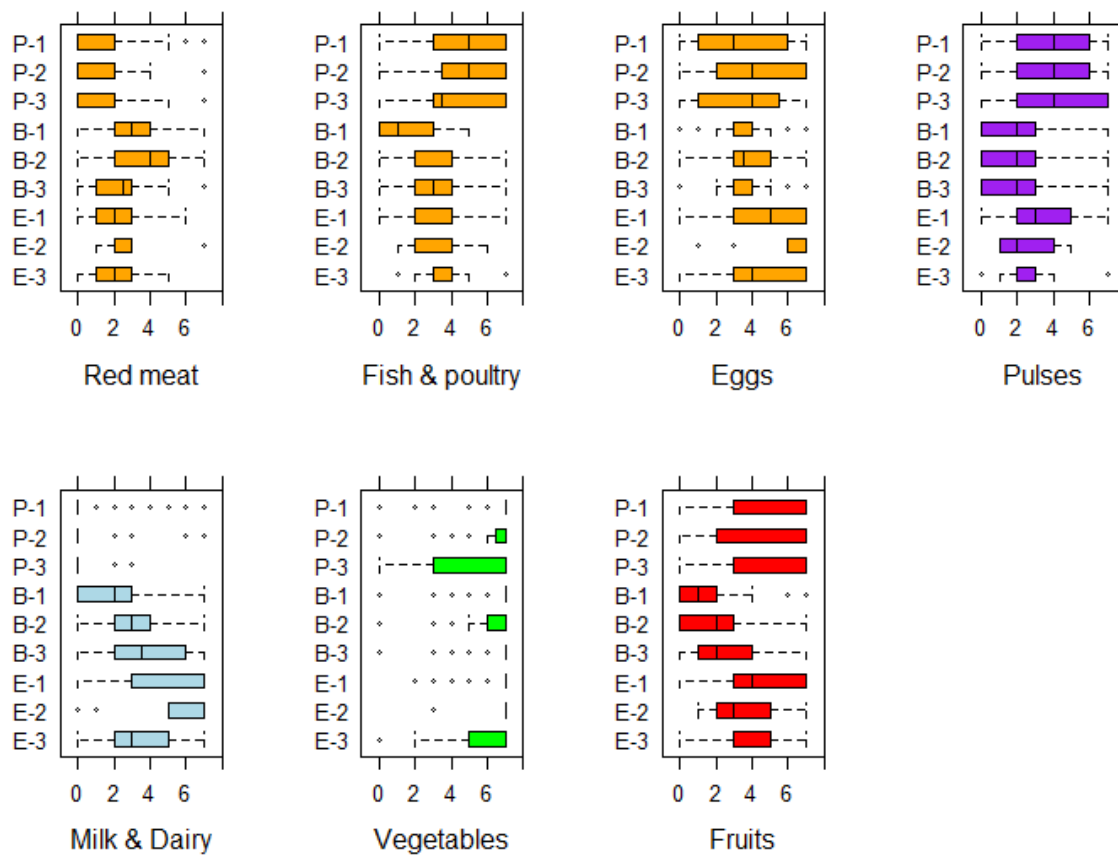 P-1
P-2
P-3
B-1
B-2
B-3
E-1
E-2
E-3
0 2 4 6
Red meat
P-1
P-2
P-3
B-1
B-2
B-3
E-1
E-2
E-3
0 2 4 6
Fish & poultry
P-1
P-2
P-3
B-1
B-2
B-3
E-1
E-2
E-3
0 2 4 6
Eggs
P-1
P-2
P-3
B-1
B-2
B-3
E-1
E-2
E-3
0 2 4 6
Pulses
P-1
P-2
P-3
B-1
B-2
B-3
E-1
E-2
E-3
0 2 4 6
Milk & Dairy
P-1
P-2
P-3
B-1
B-2
B-3
E-1
E-2
E-3
0 2 4 6
Vegetables
P-1
P-2
P-3
B-1
B-2
B-3
E-1
E-2
E-3
0 2 4 6
Fruits